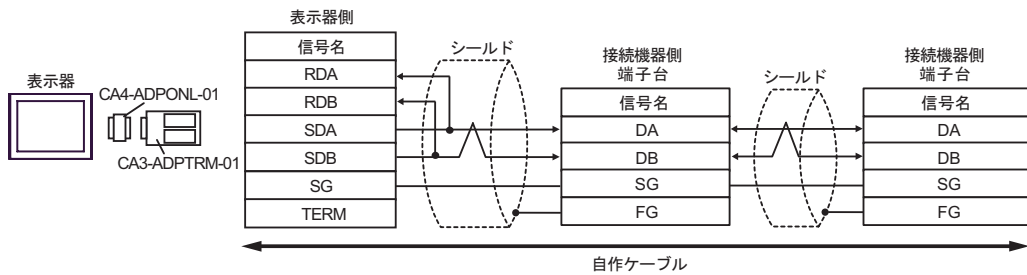 表示器
CA4-ADPONL-01
CA3-ADPTRM-01
表示器側
信号名
RDA
RDB
SDA
SDB
SG
TERM
シールド
接続機器側
端子台
信号名
DA
DB
SG
FG
シールド
接続機器側
端子台
信号名
DA
DB
SG
FG
自作ケーブル